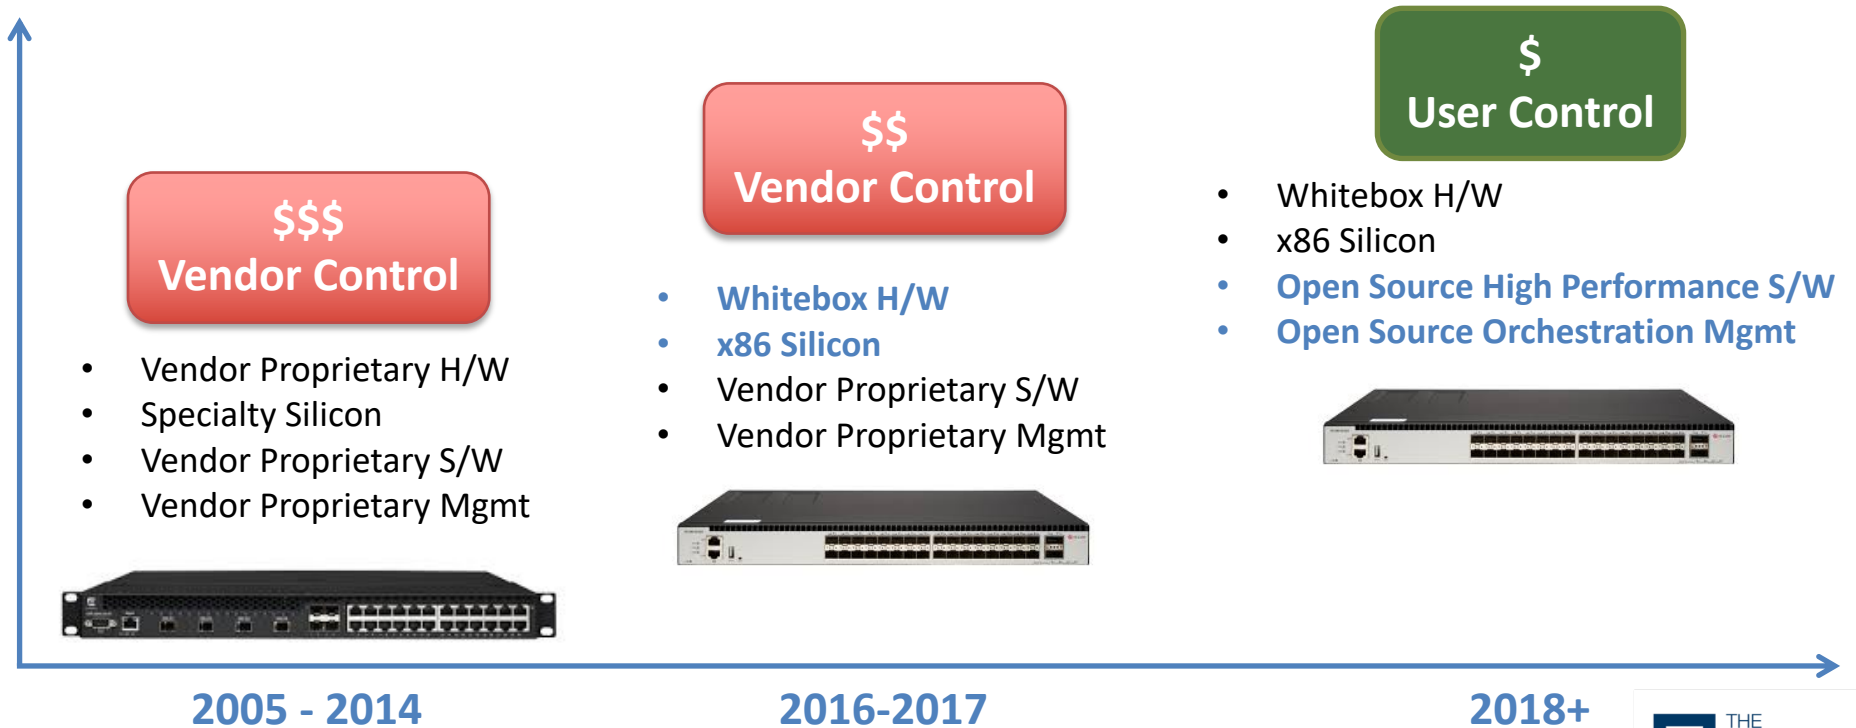 $$$
Vendor Control
• Vendor Proprietary H/W
• Specialty Silicon
• Vendor Proprietary S/W
• Vendor Proprietary Mgmt
2005 - 2014
$$
Vendor Control
• Whitebox H/W
• x86 Silicon
• Vendor Proprietary S/W
• Vendor Proprietary Mgmt
2016-2017
$
User Control
• Whitebox H/W
• x86 Silicon
• Open Source High Performance S/W
• Open Source Orchestration Mgmt
2018+
THE